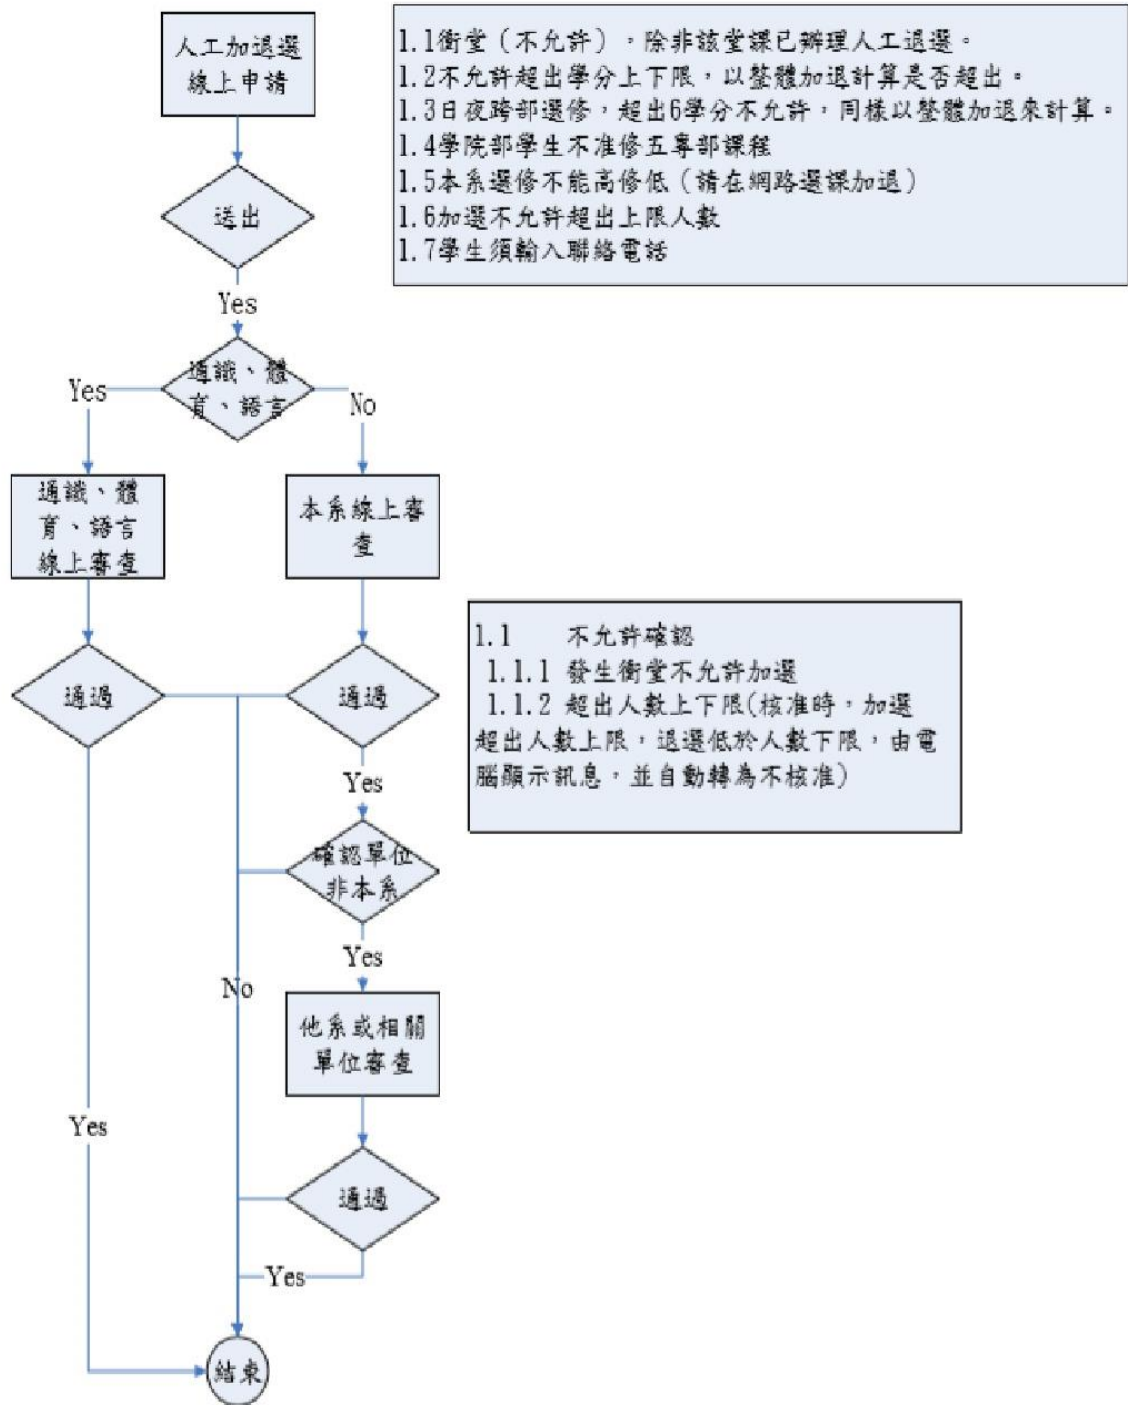 人工加退選
線上申請
1.1衝堂（不允許），除非該堂課已辦理人工退選。
1.2不允許超出學分上下限，以整體加退計算是否超出。
1.3日夜跨部選修，超出6學分不允許，同樣以整體加退來計算。
1.4學院部學生不准修五專部課程
1.5本系選修不能高修低（請在網路選課加退）
1.6加選不允許超出上限人數
1.7學生須輸入聯絡電話
送出
Yes
通識、體
育、語言
Yes
No
通識、體
育、語言
線上審查
本系線上審
查
1.1 不允許確認
1.1.1 發生衝堂不允許加選
1.1.2 超出人數上下限(核准時，加選
超出人數上限，退選低於人數下限，由電
腦顯示訊息，並自動轉為不核准)
通過
通過
Yes
確認單位
非本系
Yes
No
他系或相關
單位審查
Yes
通過
Yes
結束